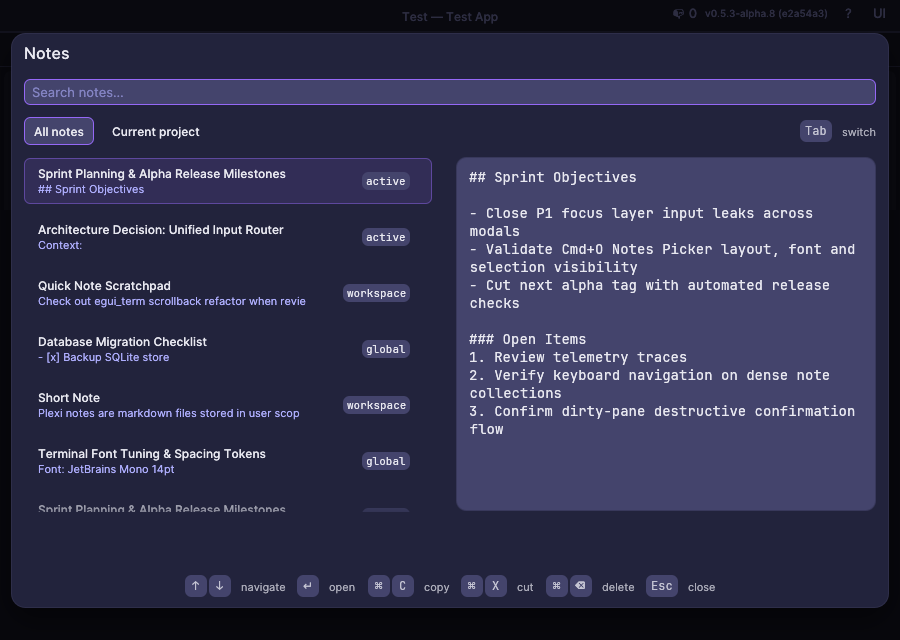 Test — Test App
v0.5.3-alpha.8 (e2a54a3) ? UI
Notes
Search notes...
All notes
Current project
Tab switch
Sprint Planning & Alpha Release Milestones
## Sprint Objectives
active
Architecture Decision: Unified Input Router
Context:
active
Quick Note Scratchpad
Check out egui_term scrollback refactor when revie
workspace
Database Migration Checklist
- [x] Backup SQLite store
global
Short Note
Plexi notes are markdown files stored in user scop
workspace
Terminal Font Tuning & Spacing Tokens
Font: JetBrains Mono 14pt
global
Sprint Planning & Alpha Release Milestones
## Sprint Objectives
- Close P1 focus layer input leaks across
modals
- Validate Cmd+O Notes Picker layout, font and
selection visibility
- Cut next alpha tag with automated release
checks
### Open Items
1. Review telemetry traces
2. Verify keyboard navigation on dense note
collections
3. Confirm dirty-pane destructive confirmation
flow
↑ ↓ navigate ↵ open ⌘ C copy ⌘ X cut ⌘ ⌫ delete Esc close